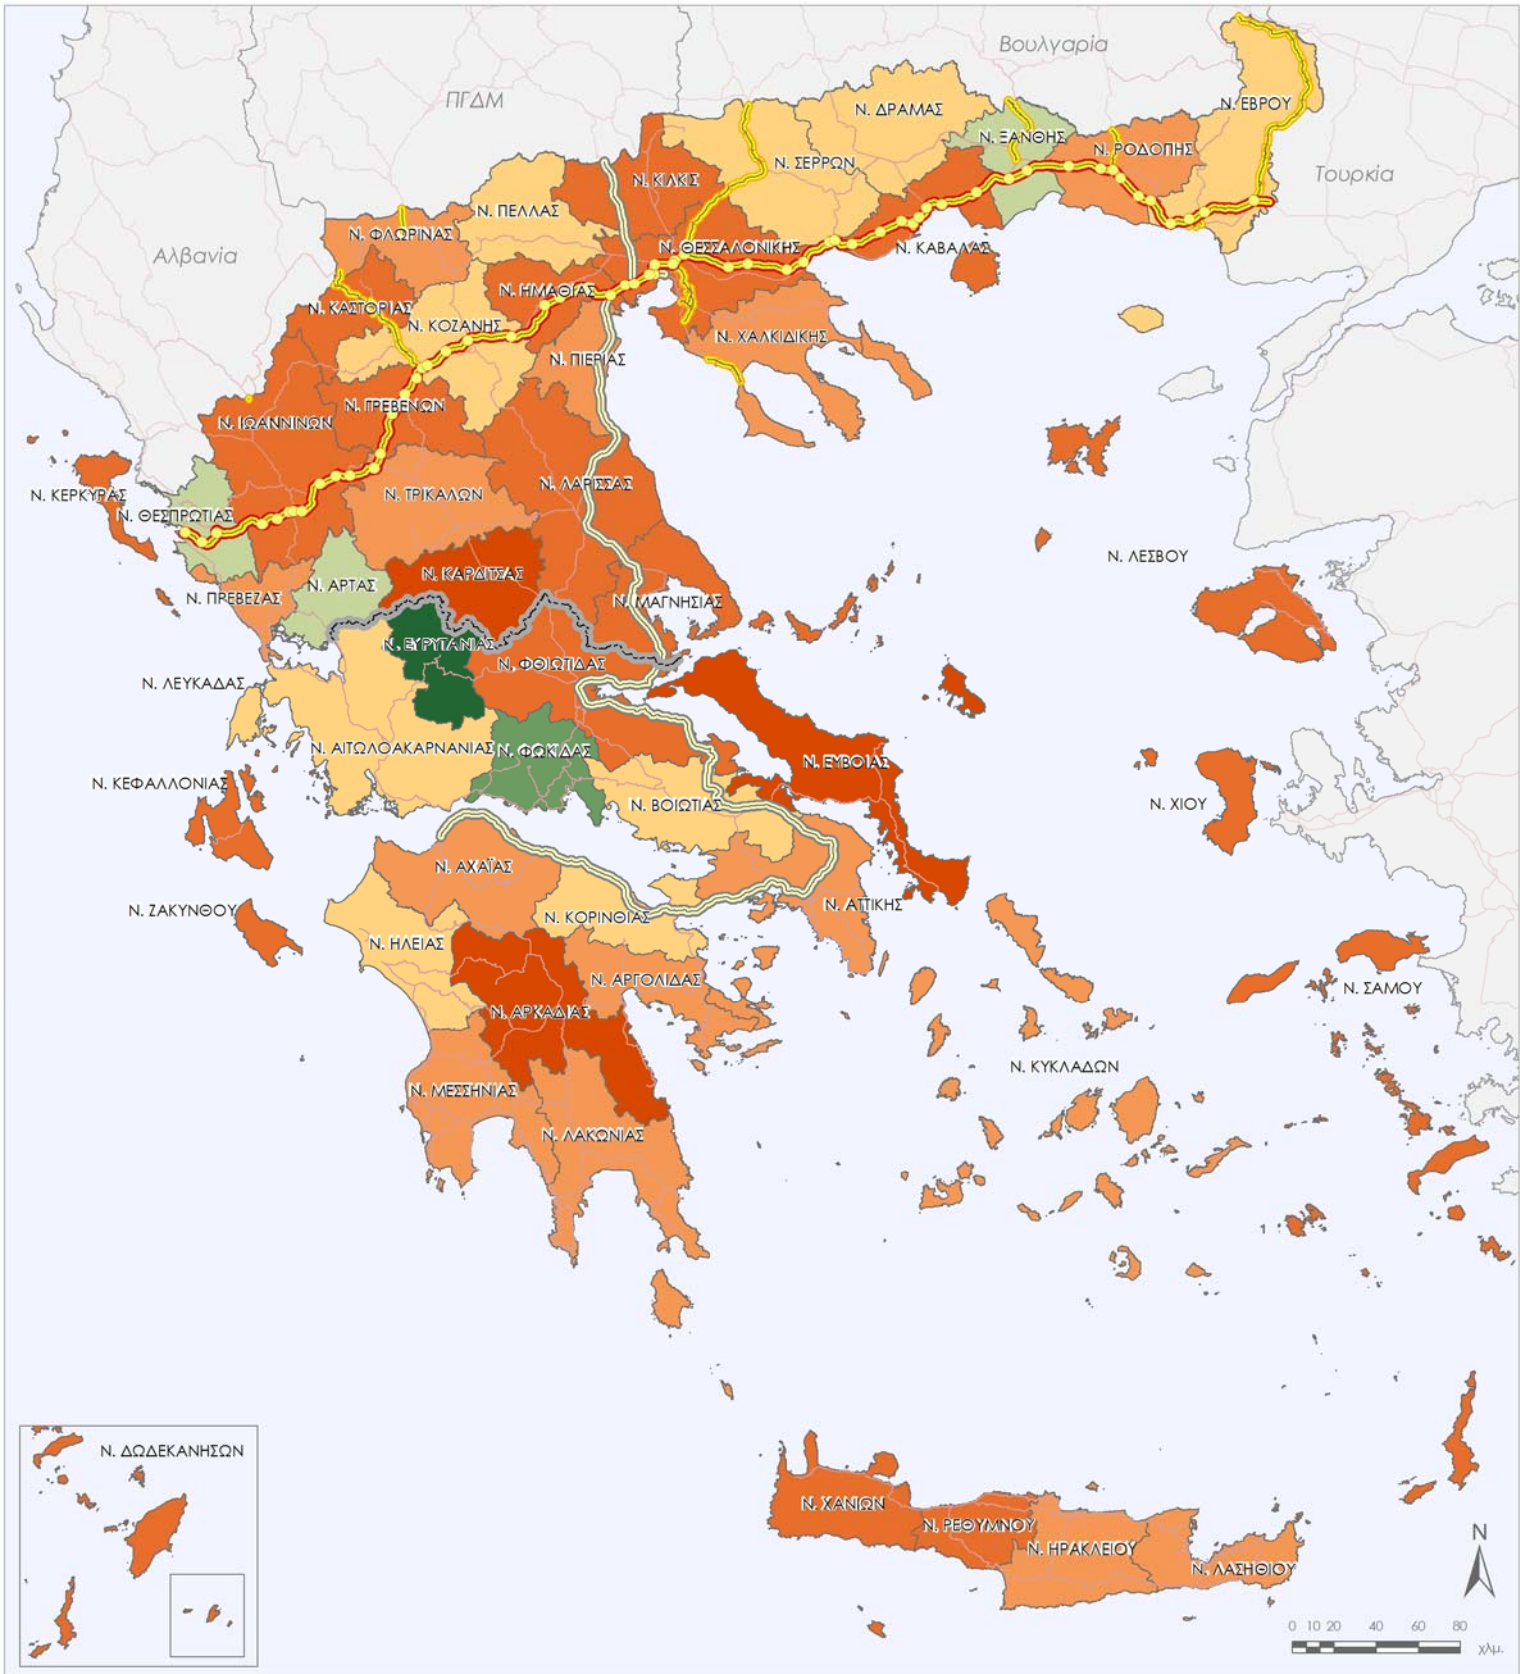 Βουλγαρία
ΠΓΔΜ
Ν. ΕΒΡΟΥ
Ν. ΔΡΑΜΑΣ
Ν. ΞΑΝΘΗΣ
Ν. ΡΟΔΟΠΗΣ
Ν. ΣΕΡΡΩΝ
Τουρκία
Ν. ΚΙΛΚΙΣ
Ν. ΠΕΛΛΑΣ
Ν. ΦΛΩΡΙΝΑΣ
Ν. ΘΕΣΣΑΛΟΝΙΚΗΣ
Ν. ΚΑΒΑΛΑΣ
Αλβανία
Ν. ΗΜΑΘΙΑΣ
Ν. ΚΑΣΤΟΡΙΑΣ
Ν. ΚΟΖΑΝΗΣ
Ν. ΧΑΛΚΙΔΙΚΗΣ
Ν. ΠΙΕΡΙΑΣ
Ν. ΓΡΕΒΕΝΩΝ
Ν. ΙΩΑΝΝΙΝΩΝ
Ν. ΛΑΡΙΣΣΑΣ
Ν. ΚΕΡΚΥΡΑΣ
Ν. ΤΡΙΚΑΛΩΝ
Ν. ΘΕΣΠΡΩΤΙΑΣ
Ν. ΛΕΣΒΟΥ
Ν. ΚΑΡΔΙΤΣΑΣ
Ν. ΑΡΤΑΣ
Ν. ΠΡΕΒΕΖΑΣ
Ν. ΜΑΓΝΗΣΙΑΣ
Ν. ΕΥΡΥΤΑΝΙΑΣ
Ν. ΦΘΙΩΤΙΔΑΣ
Ν. ΛΕΥΚΑΔΑΣ
Ν. ΑΙΤΩΛΟΑΚΑΡΝΑΝΙΑΣ
Ν. ΦΩΚΙΔΑΣ
Ν. ΕΥΒΟΙΑΣ
Ν. ΚΕΦΑΛΛΟΝΙΑΣ
Ν. ΒΟΙΩΤΙΑΣ
Ν. ΧΙΟΥ
Ν. ΑΧΑΪΑΣ
Ν. ΑΤΤΙΚΗΣ
Ν. ΖΑΚΥΝΘΟΥ
Ν. ΚΟΡΙΝΘΙΑΣ
Ν. ΗΛΕΙΑΣ
Ν. ΑΡΓΟΛΙΔΑΣ
Ν. ΣΑΜΟΥ
Ν. ΑΡΚΑΔΙΑΣ
Ν. ΚΥΚΛΑΔΩΝ
Ν. ΜΕΣΣΗΝΙΑΣ
Ν. ΛΑΚΩΝΙΑΣ
Ν. ΔΩΔΕΚΑΝΗΣΩΝ
Ν. ΧΑΝΙΩΝ
Ν. ΡΕΘΥΜΝΟΥ
Ν. ΗΡΑΚΛΕΙΟΥ
Ν. ΛΑΣΗΘΙΟΥ
N
0 10 20 40 60 80
χλμ.